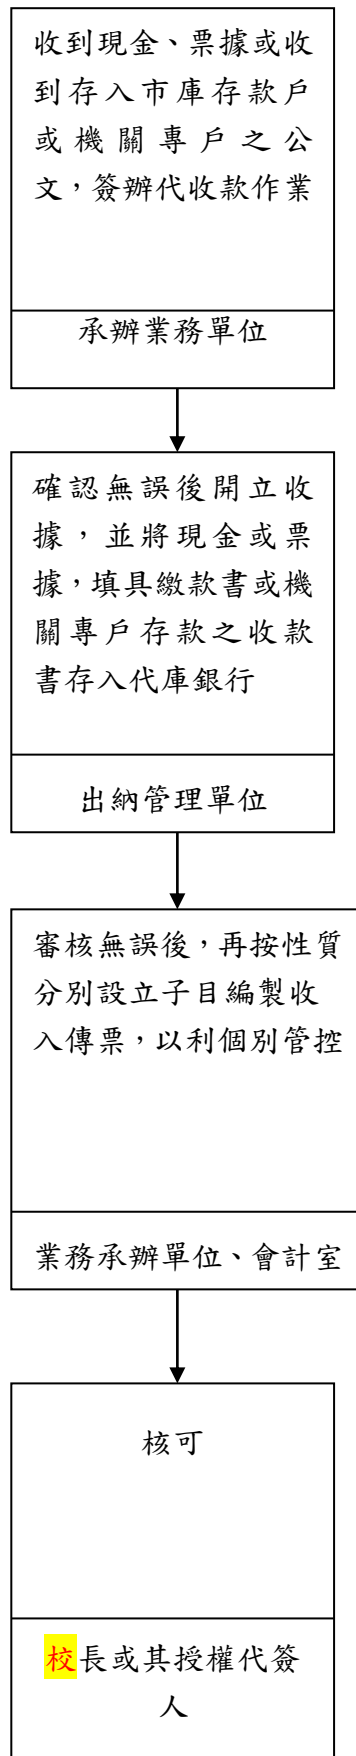 收到現金、票據或收
到存入市庫存款戶
或機關專戶之公
文，簽辦代收款作業
承辦業務單位
確認無誤後開立收
據，並將現金或票
據，填具繳款書或機
關專戶存款之收款
書存入代庫銀行
出納管理單位
審核無誤後，再按性質
分別設立子目編製收
入傳票，以利個別管控
業務承辦單位、會計室
核可
校長或其授權代簽
人